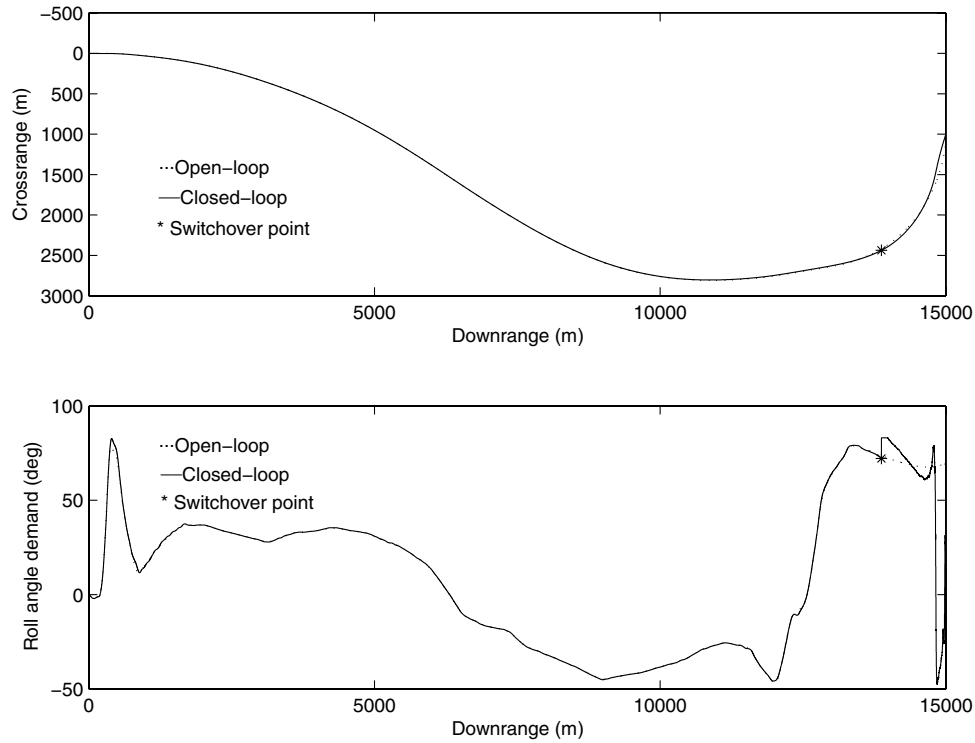 −500
0
500
1000
1500
2000
2500
3000
Crossrange (m)
···Open−loop
—Closed−loop
* Switchover point
0 5000 10000 15000
Downrange (m)
100
50
0
−50
Roll angle demand (deg)
···Open−loop
—Closed−loop
* Switchover point
0 5000 10000 15000
Downrange (m)